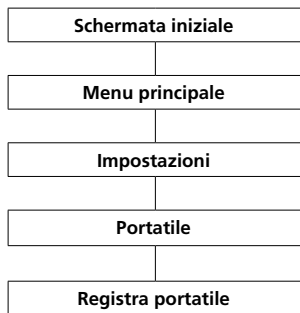 Schermata iniziale
Menu principale
Impostazioni
Portatile
Registra portatile